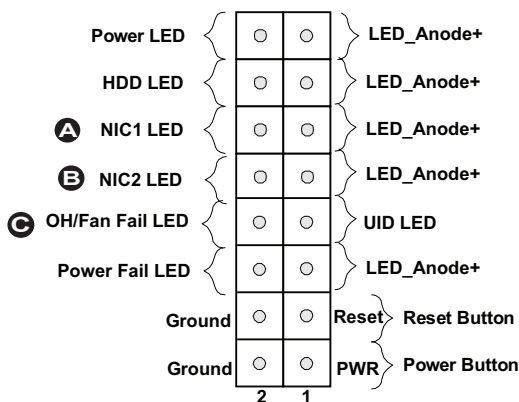 Power LED LED_Anode+
HDD LED LED_Anode+
A NIC1 LED LED_Anode+
B NIC2 LED LED_Anode+
C OH/Fan Fail LED UID LED
Power Fail LED LED_Anode+
Ground Reset Reset Button
Ground PWR Power Button
2 1